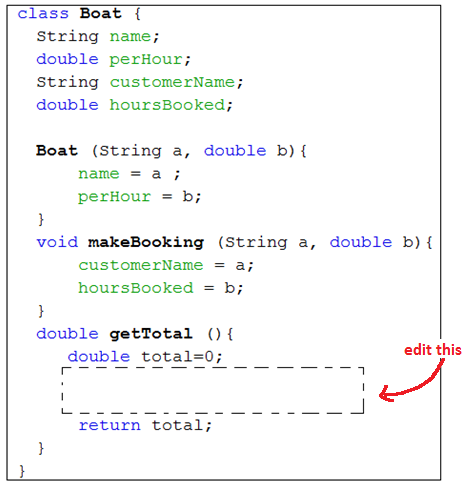 class Boat {
String name;
double perHour;
String customerName;
double hoursBooked;
Boat (String a, double b){
name = a ;
perHour = b;
}
void makeBooking (String a, double b){
customerName = a;
hoursBooked = b;
}
double getTotal (){
double total=0;
edit this
return total;
}
}